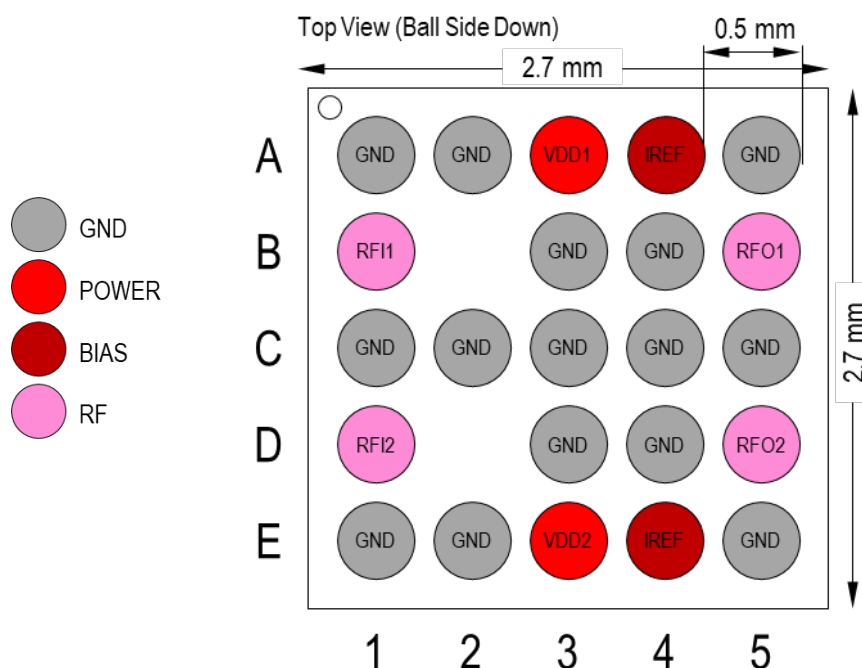 Top View (Ball Side Down)
0.5 mm
2.7 mm
A GND GND VDD1 IREF GND
GND
B RFI1 GND GND RFO1
POWER
BIAS
C GND GND GND GND GND
2.7 mm
RF
D RFI2 GND GND RFO2
E GND GND VDD2 IREF GND
1 2 3 4 5